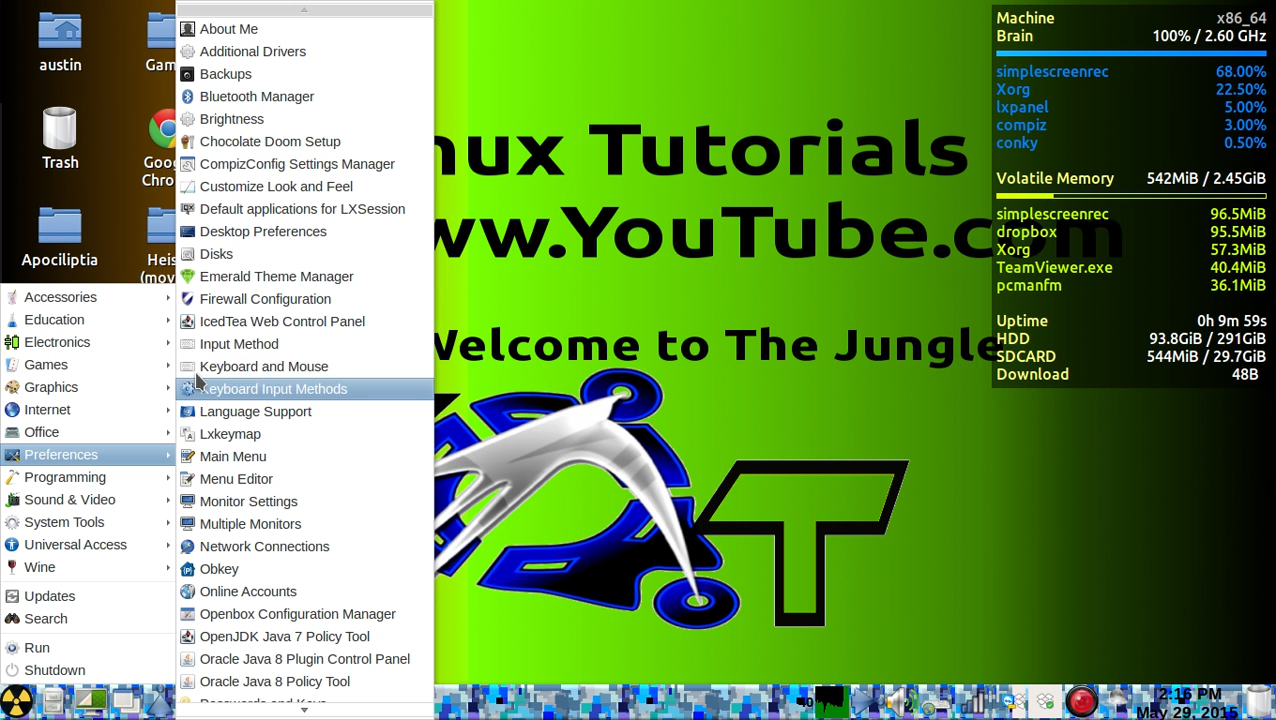 austin
Gam
Trash
Goo
Chro
Apociliptia
Heis
(mov
Accessories
Education
Electronics
Games
Graphics
Internet
Office
Preferences
Programming
Sound & Video
System Tools
Universal Access
Wine
Updates
Search
Run
Shutdown
About Me
Additional Drivers
Backups
Bluetooth Manager
Brightness
Chocolate Doom Setup
CompizConfig Settings Manager
Customize Look and Feel
Default applications for LXSession
Desktop Preferences
Disks
Emerald Theme Manager
Firewall Configuration
IcedTea Web Control Panel
Input Method
Keyboard and Mouse
Keyboard Input Methods
Language Support
Lxkeymap
Main Menu
Menu Editor
Monitor Settings
Multiple Monitors
Network Connections
Obkey
Online Accounts
Openbox Configuration Manager
OpenJDK Java 7 Policy Tool
Oracle Java 8 Plugin Control Panel
Oracle Java 8 Policy Tool
nux Tutorials
ww.YouTube.com
Welcome to The Jungle
T
Machine x86_64
Brain 100% / 2.60 GHz
simplescreenrec 68.00%
Xorg 22.50%
lxpanel 5.00%
compiz 3.00%
conky 0.50%
Volatile Memory 542MiB / 2.45GiB
simplescreenrec 96.5MiB
dropbox 95.5MiB
Xorg 57.3MiB
TeamViewer.exe 40.4MiB
pcmanfm 36.1MiB
Uptime 0h 9m 59s
HDD 93.8GiB / 291GiB
SDCARD 544MiB / 29.7GiB
Download 48B
2:16 PM
May 29, 2015